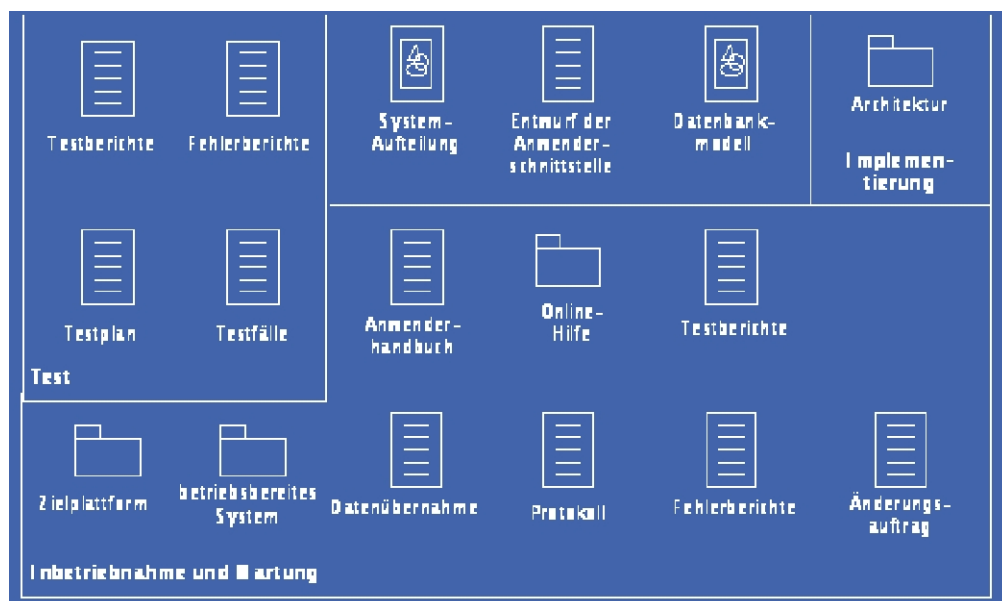 Testberichte
Fehlerberichte
System-
Aufteilung
Entwurf der
Anwender-
schnittstelle
Datenbank-
modell
Architektur
Implemen-
tierung
Testplan
Testfälle
Test
Anwender-
handbuch
Online-
Hilfe
Testberichte
Zielplattform
betriebsbereites
System
Datenübernahme
Protokoll
Fehlerberichte
Änderungs-
auftrag
Inbetriebnahme und Wartung